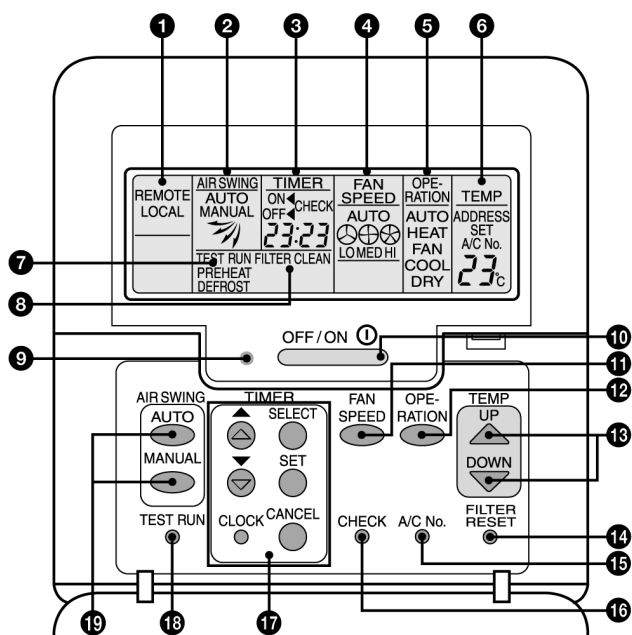 1 2 3 4 5 6
REMOTE
LOCAL
AIR SWING
AUTO
MANUAL
TIMER
ON CHECK
OFF
23:23
FAN
SPEED
AUTO
LO MED HI
OPE-
RATION
AUTO
HEAT
FAN
COOL
DRY
TEMP
ADDRESS
SET
A/C No.
23°C
7
TEST RUN FILTER CLEAN
PREHEAT
DEFROST
8
9
OFF / ON
10
11
12
AIR SWING
AUTO
MANUAL
TIMER
SELECT
SET
CLOCK CANCEL
FAN
SPEED
OPE-
RATION
TEMP
UP
DOWN
13
TEST RUN
CHECK
A/C No.
FILTER
RESET
14
15
16
17
18
19